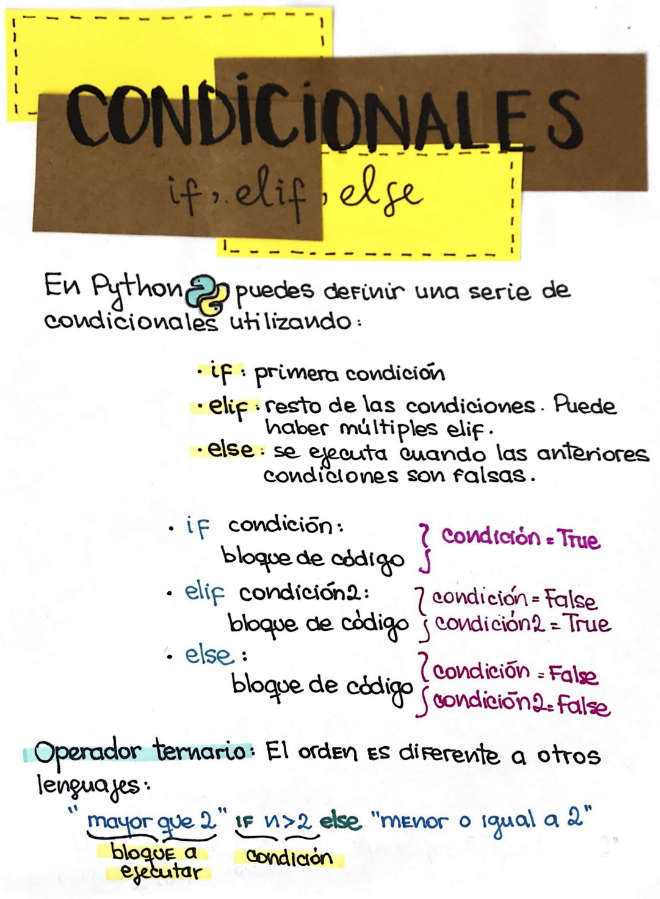 CONDICIONALES
if, elif, else
En Python puedes definir una serie de
condicionales utilizando:
· if: primera condición
· elif: resto de las condiciones. Puede
haber múltiples elif.
· else: se ejecuta cuando las anteriores
condiciones son falsas.
· if condición: condición = True
bloque de código
· elif condición2: condición = False
bloque de código condición2 = True
· else: condición = False
bloque de código condición2 = False
Operador ternario: El orden es diferente a otros
lenguajes:
"mayor que 2" if n>2 else "menor o igual a 2"
bloque a condición
ejecutar